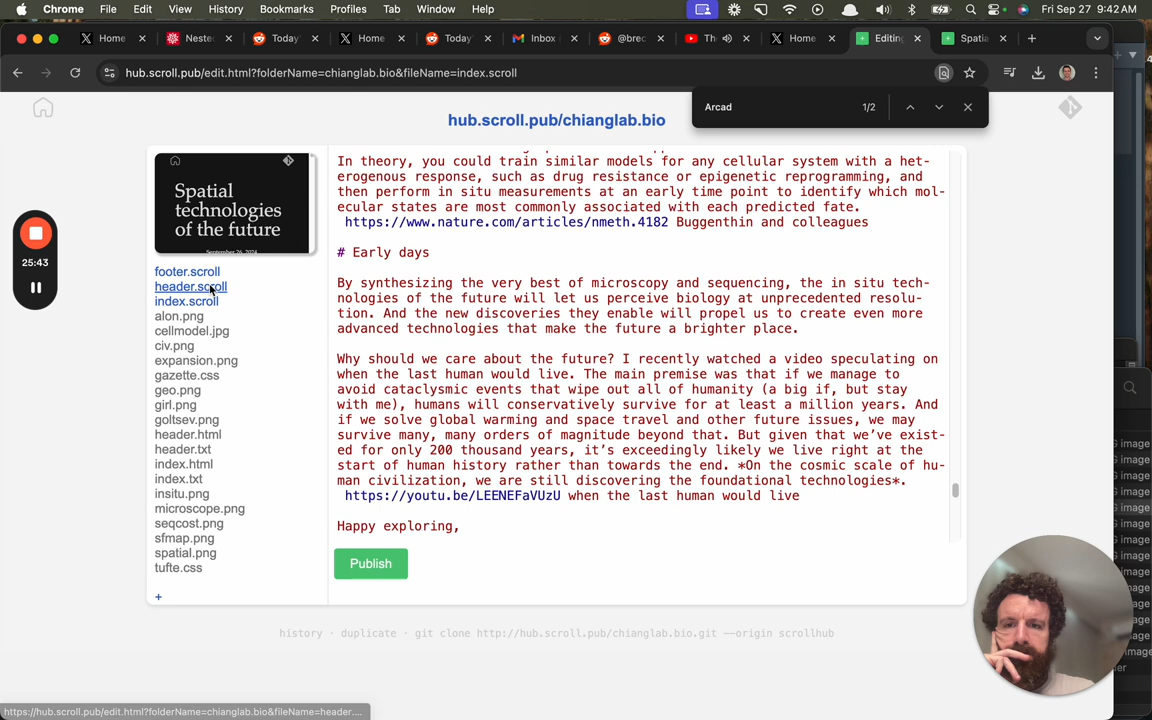 Chrome File Edit View History Bookmarks Profiles Tab Window Help Fri Sep 27 9:42 AM
Home Neste Today' Home Today' Inbox @brec The Home Editing Spatia
hub.scroll.pub/edit.html?folderName=chianglab.bio&fileName=index.scroll
Arcad 1/2
hub.scroll.pub/chianglab.bio
Spatial
technologies
of the future
September 26, 2024
footer.scroll
header.scroll
index.scroll
alon.png
cellmodel.jpg
civ.png
expansion.png
gazette.css
geo.png
girl.png
goltsev.png
header.html
header.txt
index.html
index.txt
insitu.png
microscope.png
seqcost.png
sfmap.png
spatial.png
tufte.css
+
25:43
In theory, you could train similar models for any cellular system with a het-
erogenous response, such as drug resistance or epigenetic reprogramming, and
then perform in situ measurements at an early time point to identify which mol-
ecular states are most commonly associated with each predicted fate.
https://www.nature.com/articles/nmeth.4182 Buggenthin and colleagues
# Early days
By synthesizing the very best of microscopy and sequencing, the in situ tech-
nologies of the future will let us perceive biology at unprecedented resolu-
tion. And the new discoveries they enable will propel us to create even more
advanced technologies that make the future a brighter place.
Why should we care about the future? I recently watched a video speculating on
when the last human would live. The main premise was that if we manage to
avoid cataclysmic events that wipe out all of humanity (a big if, but stay
with me), humans will conservatively survive for at least a million years. And
if we solve global warming and space travel and other future issues, we may
survive many, many orders of magnitude beyond that. But given that we’ve exist-
ed for only 200 thousand years, it’s exceedingly likely we live right at the
start of human history rather than towards the end. *On the cosmic scale of hu-
man civilization, we are still discovering the foundational technologies*.
https://youtu.be/LEENEFaVUzU when the last human would live
Happy exploring,
Publish
history · duplicate · git clone http://hub.scroll.pub/chianglab.bio.git --origin scrollhub
https://hub.scroll.pub/edit.html?folderName=chianglab.bio&fileName=header....
G image
G image
G image
G image
G image
G image
image
image
image
image
image
image